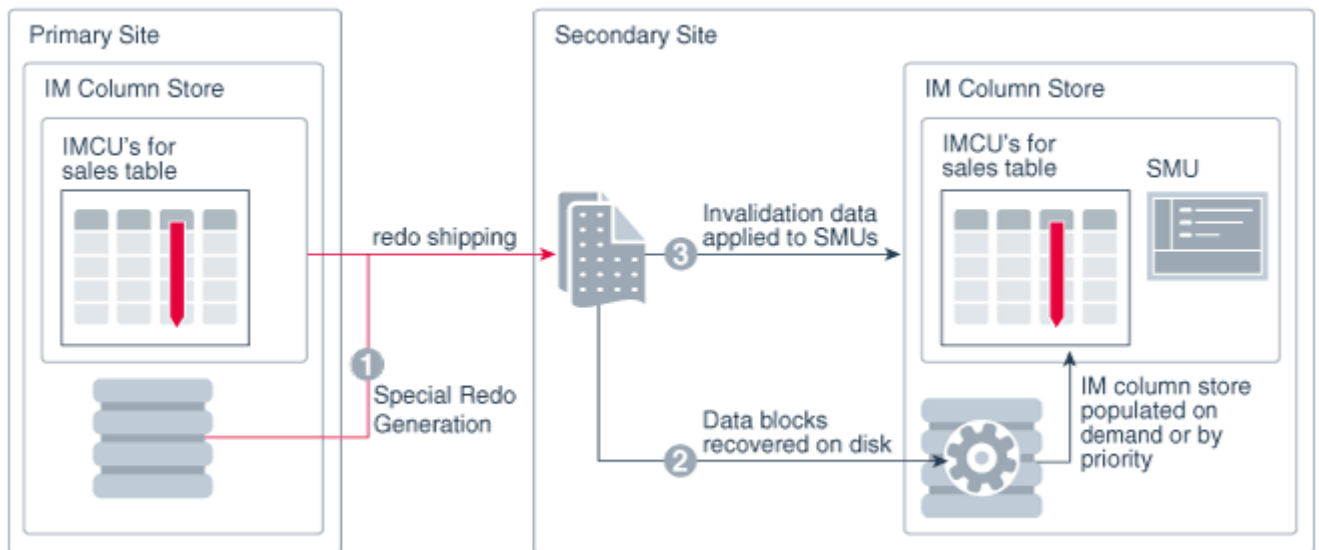 Primary Site
IM Column Store
IMCU's for
sales table
redo shipping
1
Special Redo
Generation
Secondary Site
3
Invalidation data
applied to SMUs
2
Data blocks
recovered on disk
IM Column Store
IMCU's for
sales table
SMU
IM column store
populated on
demand or by
priority